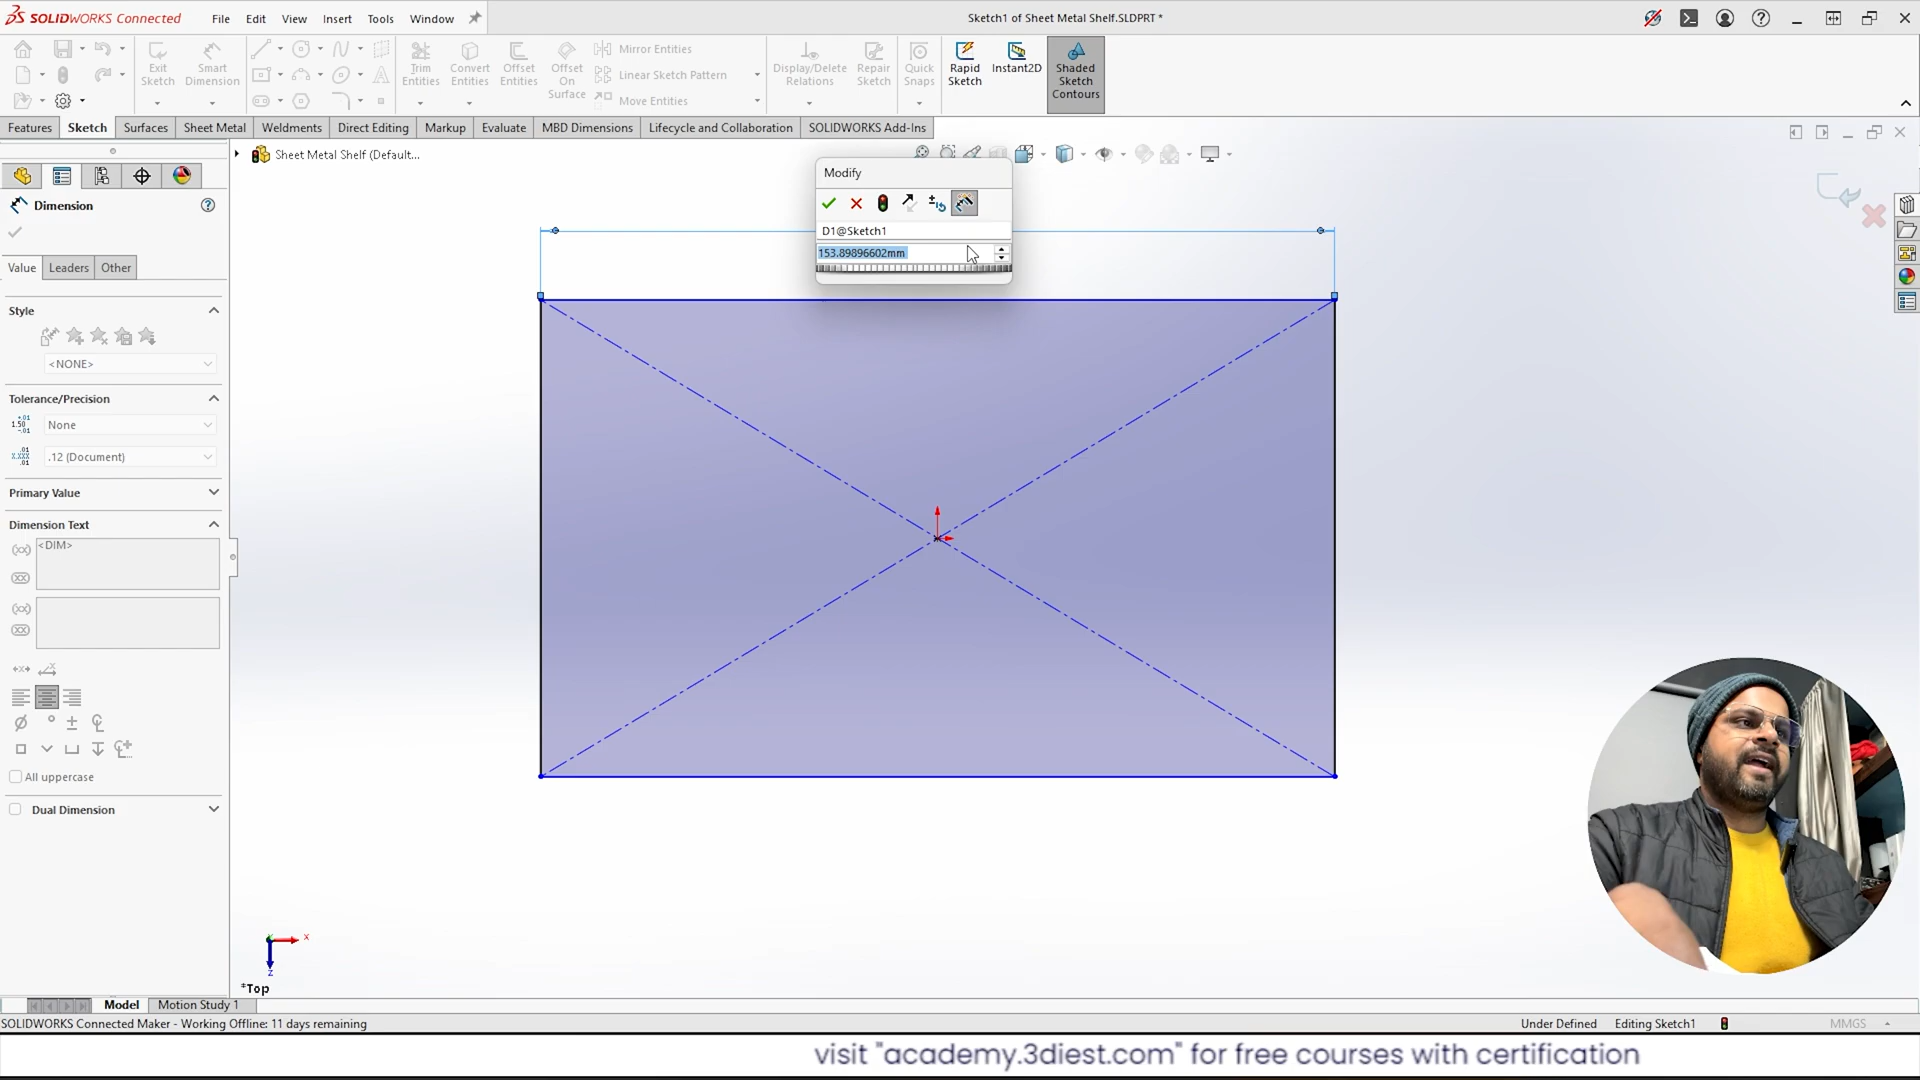 SOLIDWORKS Connected
File Edit View Insert Tools Window
Sketch1 of Sheet Metal Shelf.SLDPRT *
Exit Sketch
Smart Dimension
Trim Entities
Convert Entities
Offset Entities
Offset On Surface
Mirror Entities
Linear Sketch Pattern
Move Entities
Display/Delete Relations
Repair Sketch
Quick Snaps
Rapid Sketch
Instant2D
Shaded Sketch Contours
Features Sketch Surfaces Sheet Metal Weldments Direct Editing Markup Evaluate MBD Dimensions Lifecycle and Collaboration SOLIDWORKS Add-Ins
Sheet Metal Shelf (Default...
Modify
D1@Sketch1
153.89896602mm
Dimension
Value Leaders Other
Style
<NONE>
Tolerance/Precision
None
.12 (Document)
Primary Value
Dimension Text
<DIM>
All uppercase
Dual Dimension
x
z
*Top
Model Motion Study 1
SOLIDWORKS Connected Maker - Working Offline: 11 days remaining
Under Defined Editing Sketch1 MMGS
visit "academy.3diest.com" for free courses with certification